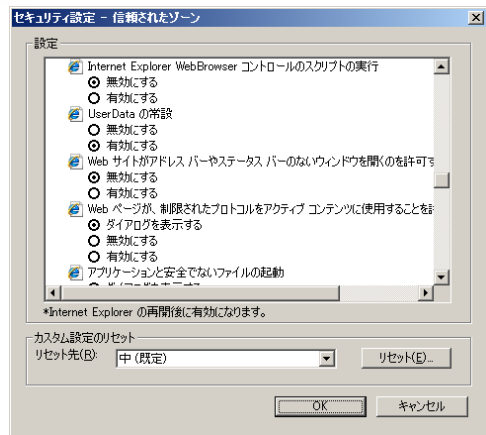 セキュリティ設定 - 信頼されたゾーン
設定
Internet Explorer WebBrowser コントロールのスクリプトの実行
無効にする
有効にする
UserData の常設
無効にする
有効にする
Web サイトがアドレス バーやステータス バーのないウィンドウを開くのを許可す
無効にする
有効にする
Web ページが、制限されたプロトコルをアクティブ コンテンツに使用することを
ダイアログを表示する
無効にする
有効にする
アプリケーションと安全でないファイルの起動
*Internet Explorer の再開後に有効になります。
カスタム設定のリセット
リセット先(R): 中 (既定) リセット(E)...
OK キャンセル